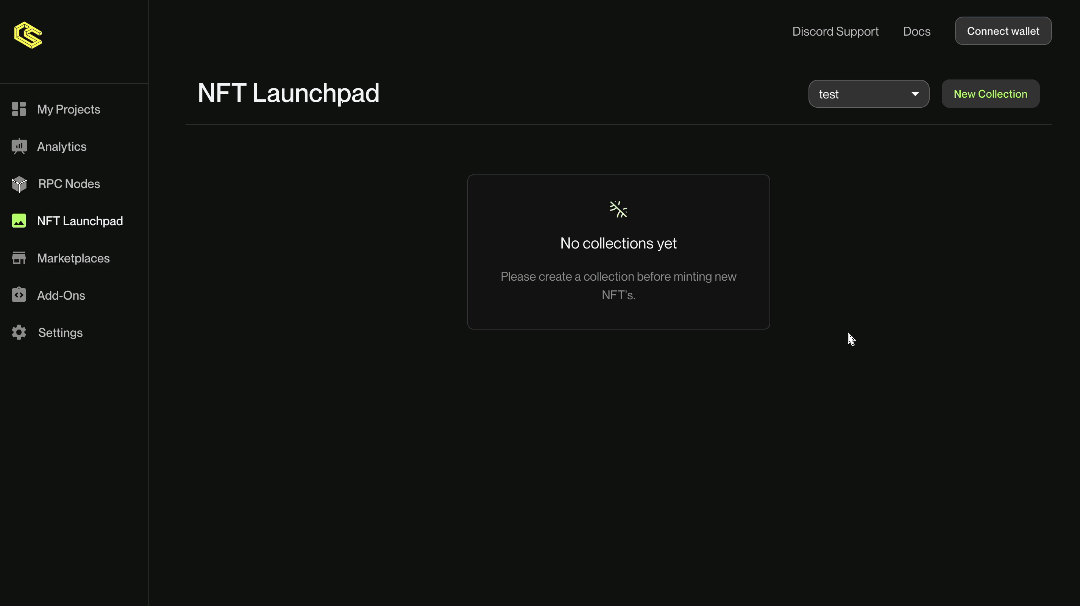 Discord Support
Docs
Connect wallet
NFT Launchpad
test
New Collection
My Projects
Analytics
RPC Nodes
NFT Launchpad
Marketplaces
Add-Ons
Settings
No collections yet
Please create a collection before minting new
NFT's.